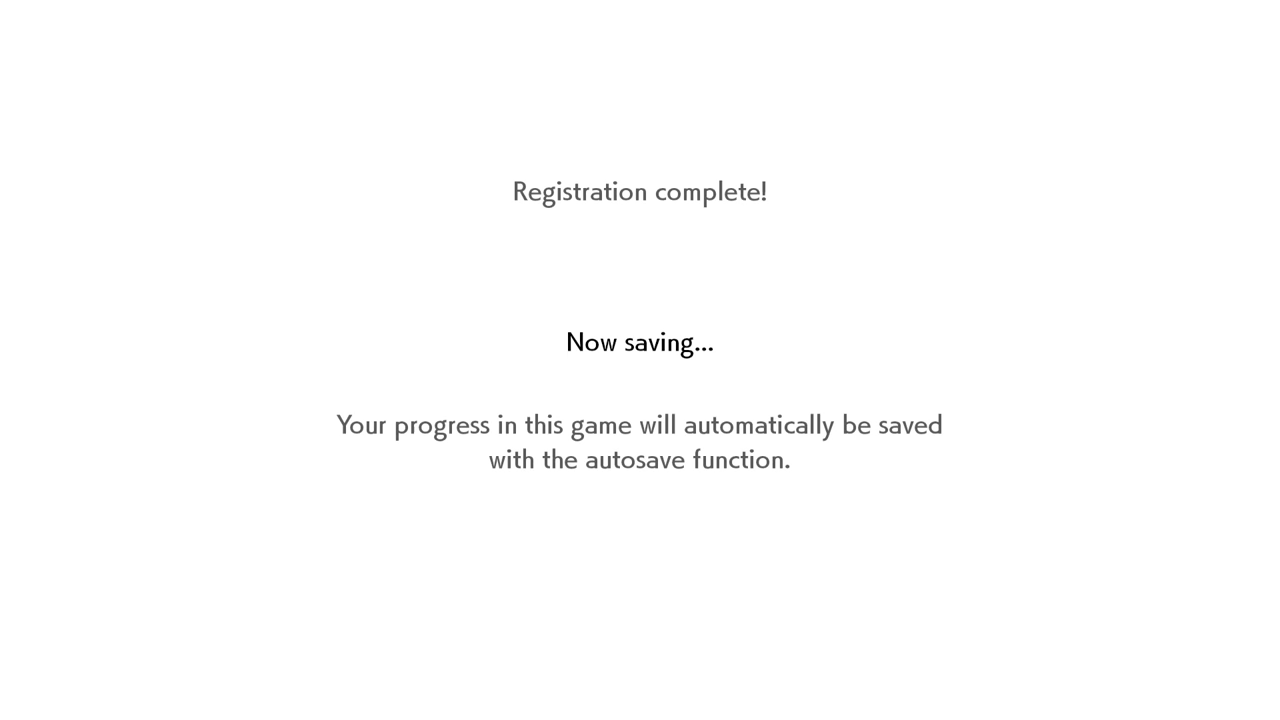 Registration complete!
Now saving...
Your progress in this game will automatically be saved
with the autosave function.